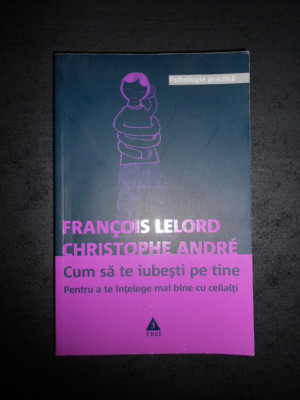 Psihologie practică
FRANÇOIS LELORD
CHRISTOPHE ANDRÉ
Cum să te iubești pe tine
Pentru a te înțelege mai bine cu ceilalți
3
TREI